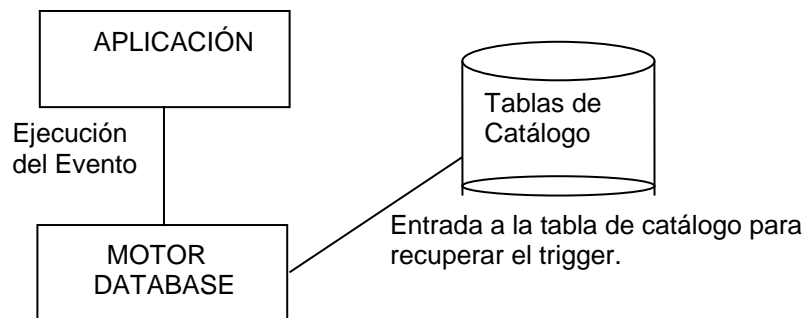 APLICACIÓN
Ejecución
del Evento
Tablas de
Catálogo
Entrada a la tabla de catálogo para
recuperar el trigger.
MOTOR
DATABASE